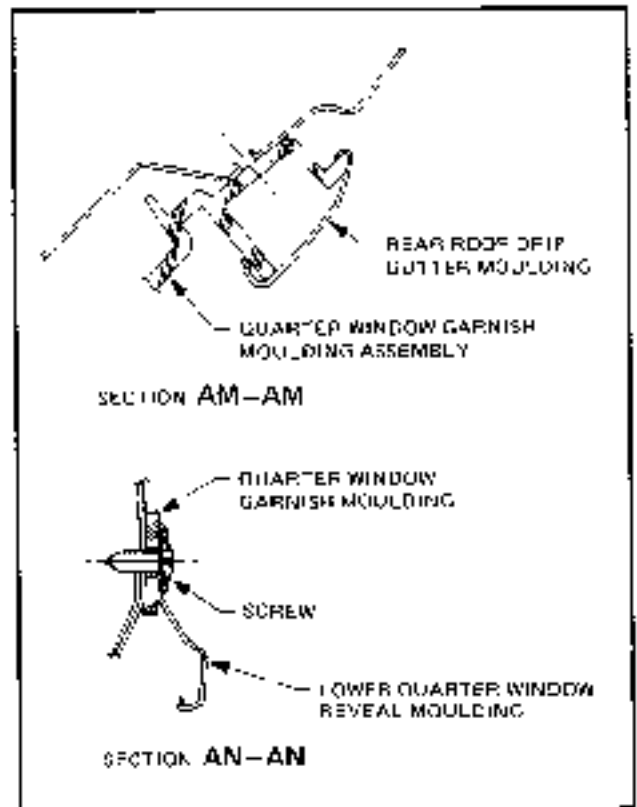 REAR ROOF DRIP
GUTTER MOULDING
QUARTER WINDOW GARNISH
MOULDING ASSEMBLY
SECTION AM–AM
QUARTER WINDOW
GARNISH MOULDING
SCREW
LOWER QUARTER WINDOW
REVEAL MOULDING
SECTION AN–AN